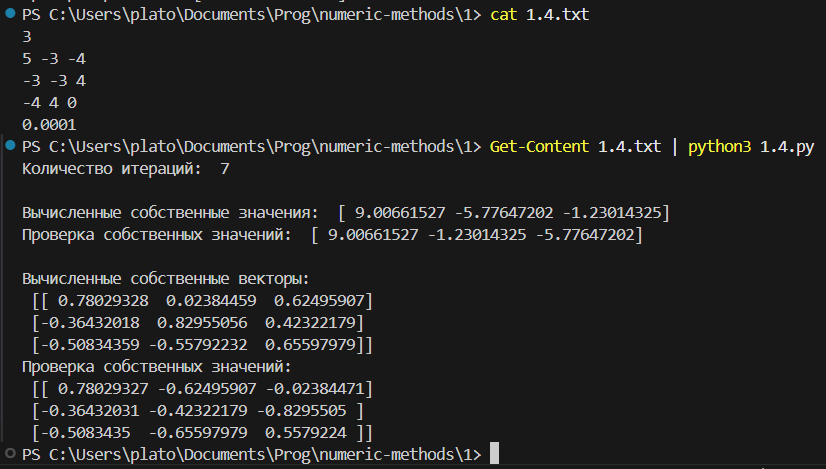 PS C:\Users\plato\Documents\Prog\numeric-methods\1> cat 1.4.txt
3
5 -3 -4
-3 -3 4
-4 4 0
0.0001
PS C:\Users\plato\Documents\Prog\numeric-methods\1> Get-Content 1.4.txt | python3 1.4.py
Количество итераций:  7

Вычисленные собственные значения:  [ 9.00661527 -5.77647202 -1.23014325]
Проверка собственных значений:  [ 9.00661527 -1.23014325 -5.77647202]

Вычисленные собственные векторы:
 [[ 0.78029328  0.02384459  0.62495907]
 [-0.36432018  0.82955056  0.42322179]
 [-0.50834359 -0.55792232  0.65597979]]
Проверка собственных значений:
 [[ 0.78029327 -0.62495907 -0.02384471]
 [-0.36432031 -0.42322179 -0.8295505 ]
 [-0.5083435  -0.65597979  0.5579224 ]]
PS C:\Users\plato\Documents\Prog\numeric-methods\1>